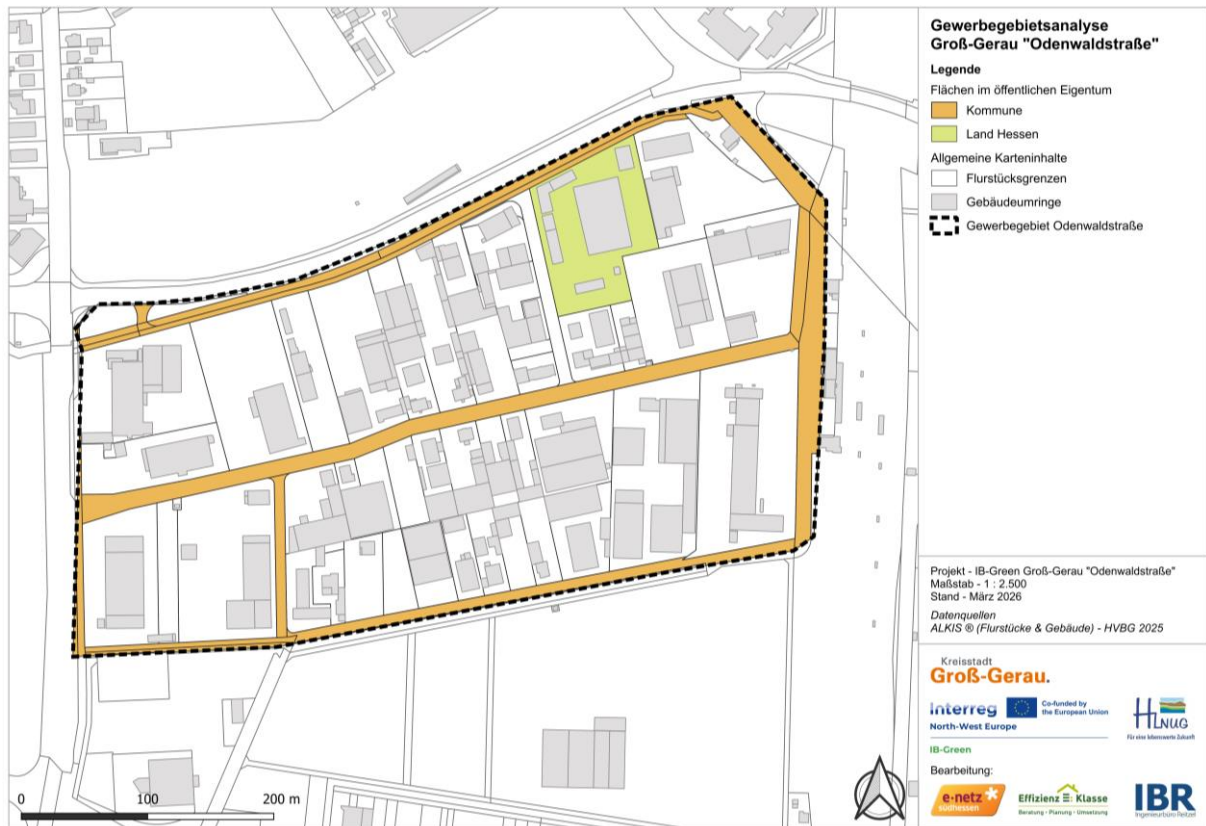 Gewerbegebietsanalyse
Groß-Gerau "Odenwaldstraße"
Legende
Flächen im öffentlichen Eigentum
Kommune
Land Hessen
Allgemeine Karteninhalte
Flurstücksgrenzen
Gebäudeumringe
Gewerbegebiet Odenwaldstraße
Projekt - IB-Green Groß-Gerau "Odenwaldstraße"
Maßstab - 1 : 2.500
Stand - März 2026
Datenquellen
ALKIS ® (Flurstücke & Gebäude) - HVBG 2025
Kreisstadt
Groß-Gerau.
Interreg
Co-funded by
the European Union
North-West Europe
HLNUG
Für eine lebenswerte Zukunft
IB-Green
Bearbeitung:
e-netz
südhessen
Effizienz Klasse
Beratung - Planung - Umsetzung
IBR
Ingenieurbüro Reitzel
0 100 200 m